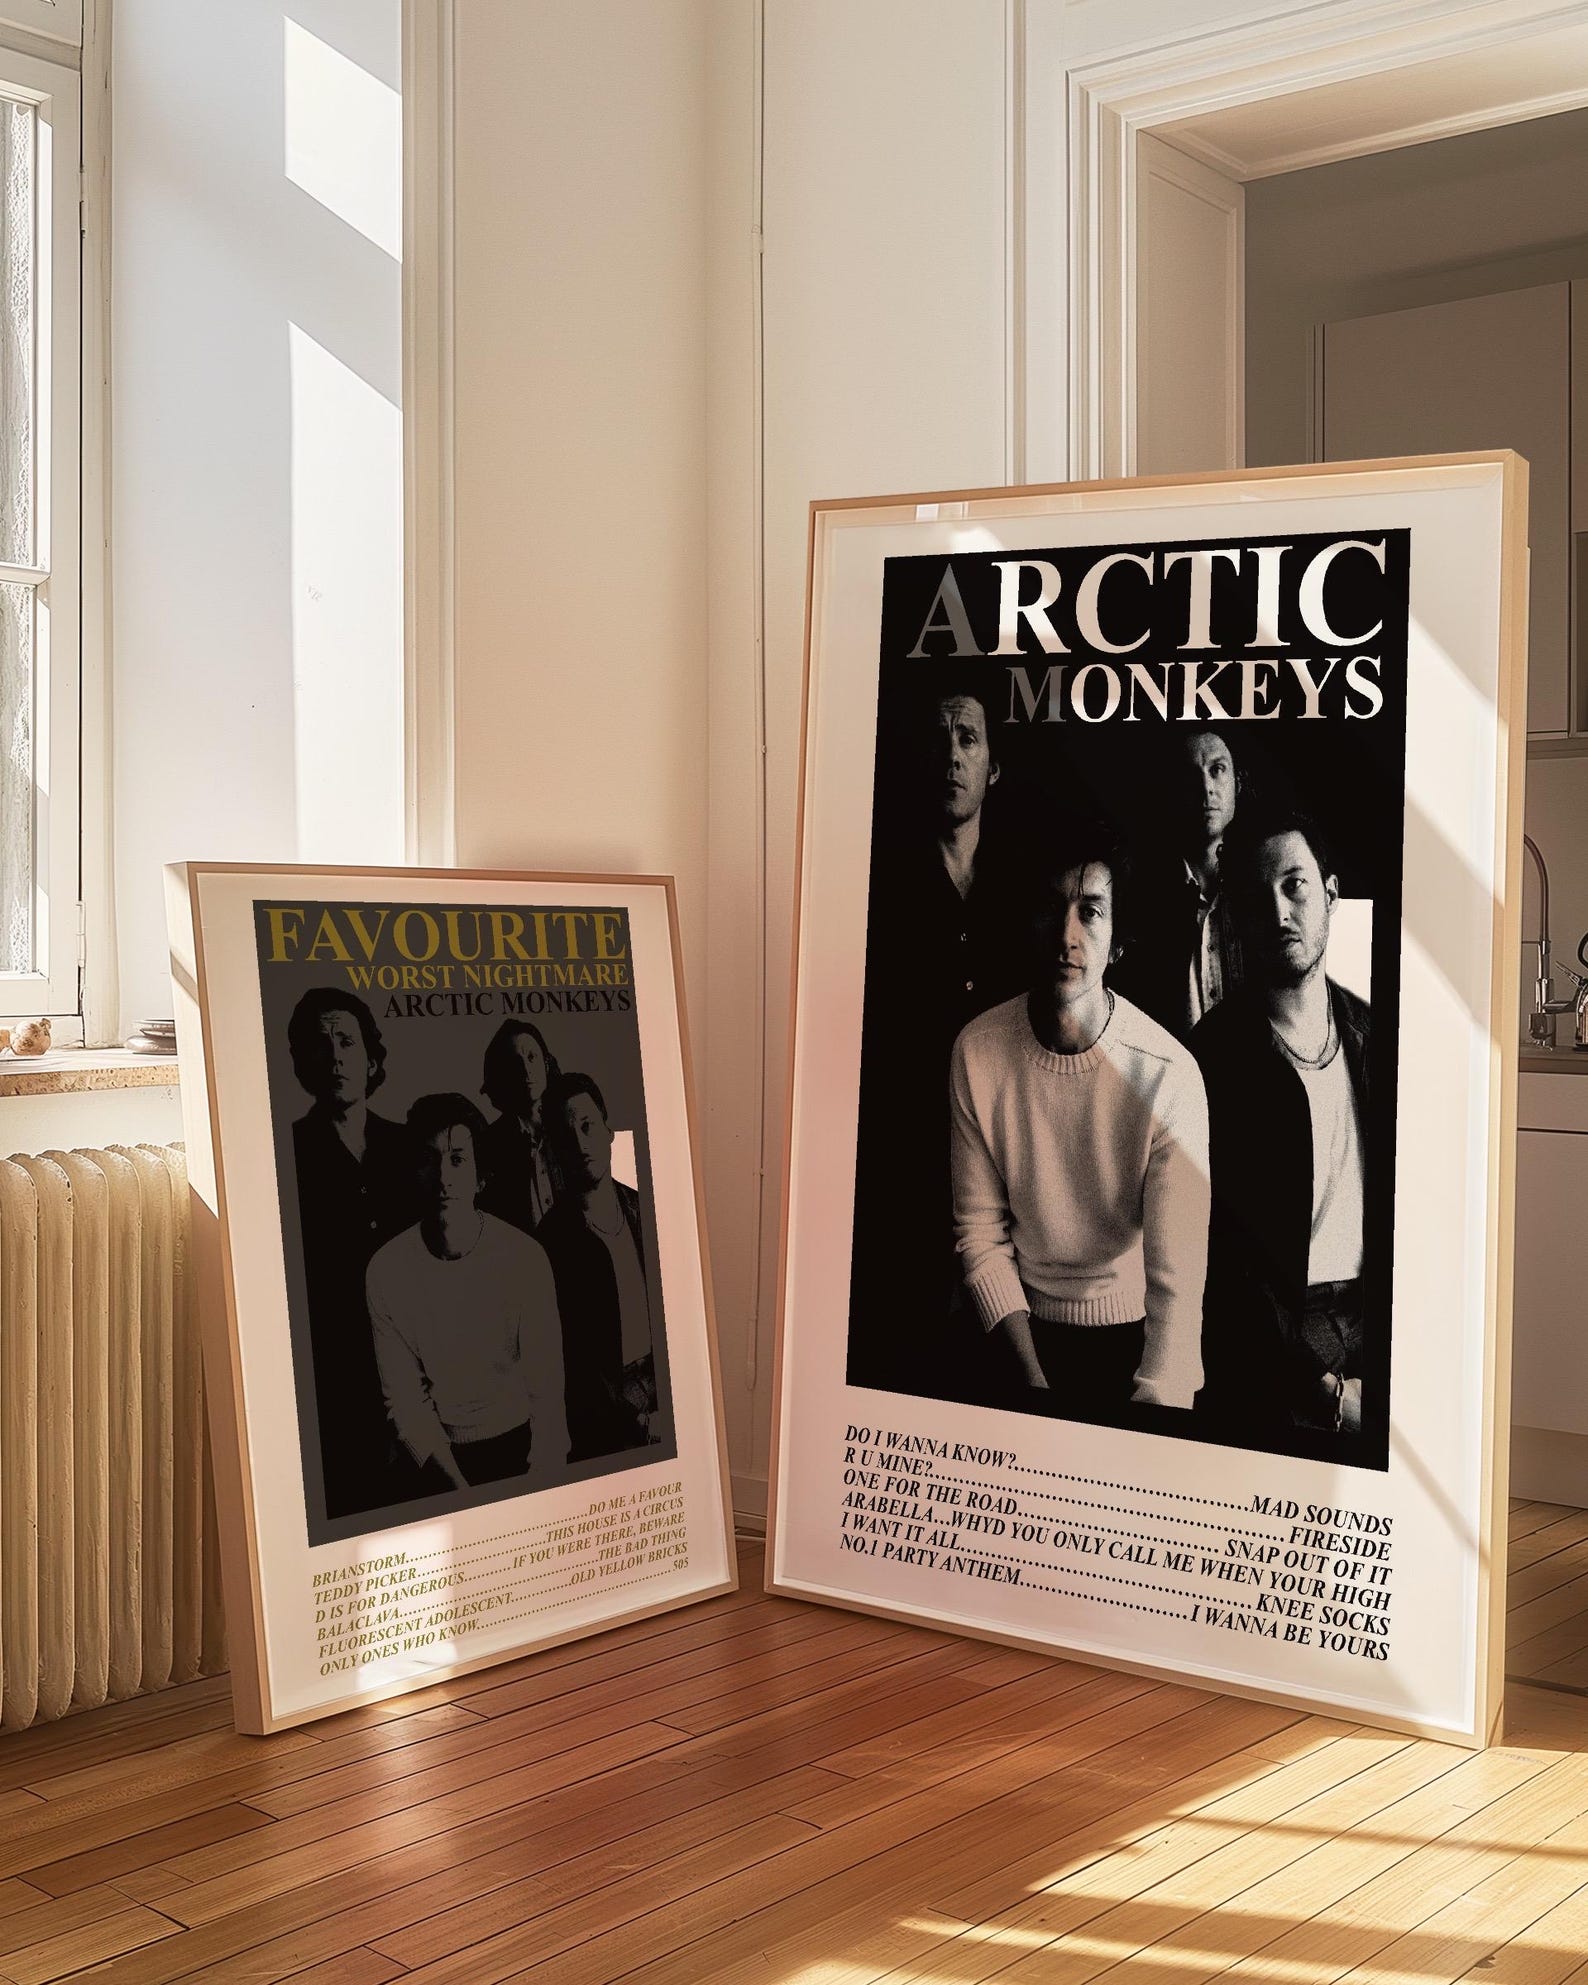 FAVOURITE
WORST NIGHTMARE
ARCTIC MONKEYS
BRIANSTORM....................DO ME A FAVOUR
TEDDY PICKER....................THIS HOUSE IS A CIRCUS
D IS FOR DANGEROUS..........IF YOU WERE THERE, BEWARE
BALACLAVA....................THE BAD THING
FLUORESCENT ADOLESCENT..........OLD YELLOW BRICKS
ONLY ONES WHO KNOW....................505
ARCTIC
MONKEYS
DO I WANNA KNOW?....................MAD SOUNDS
R U MINE?....................FIRESIDE
ONE FOR THE ROAD....................SNAP OUT OF IT
ARABELLA...WHYD YOU ONLY CALL ME WHEN YOUR HIGH
I WANT IT ALL....................KNEE SOCKS
NO.1 PARTY ANTHEM....................I WANNA BE YOURS